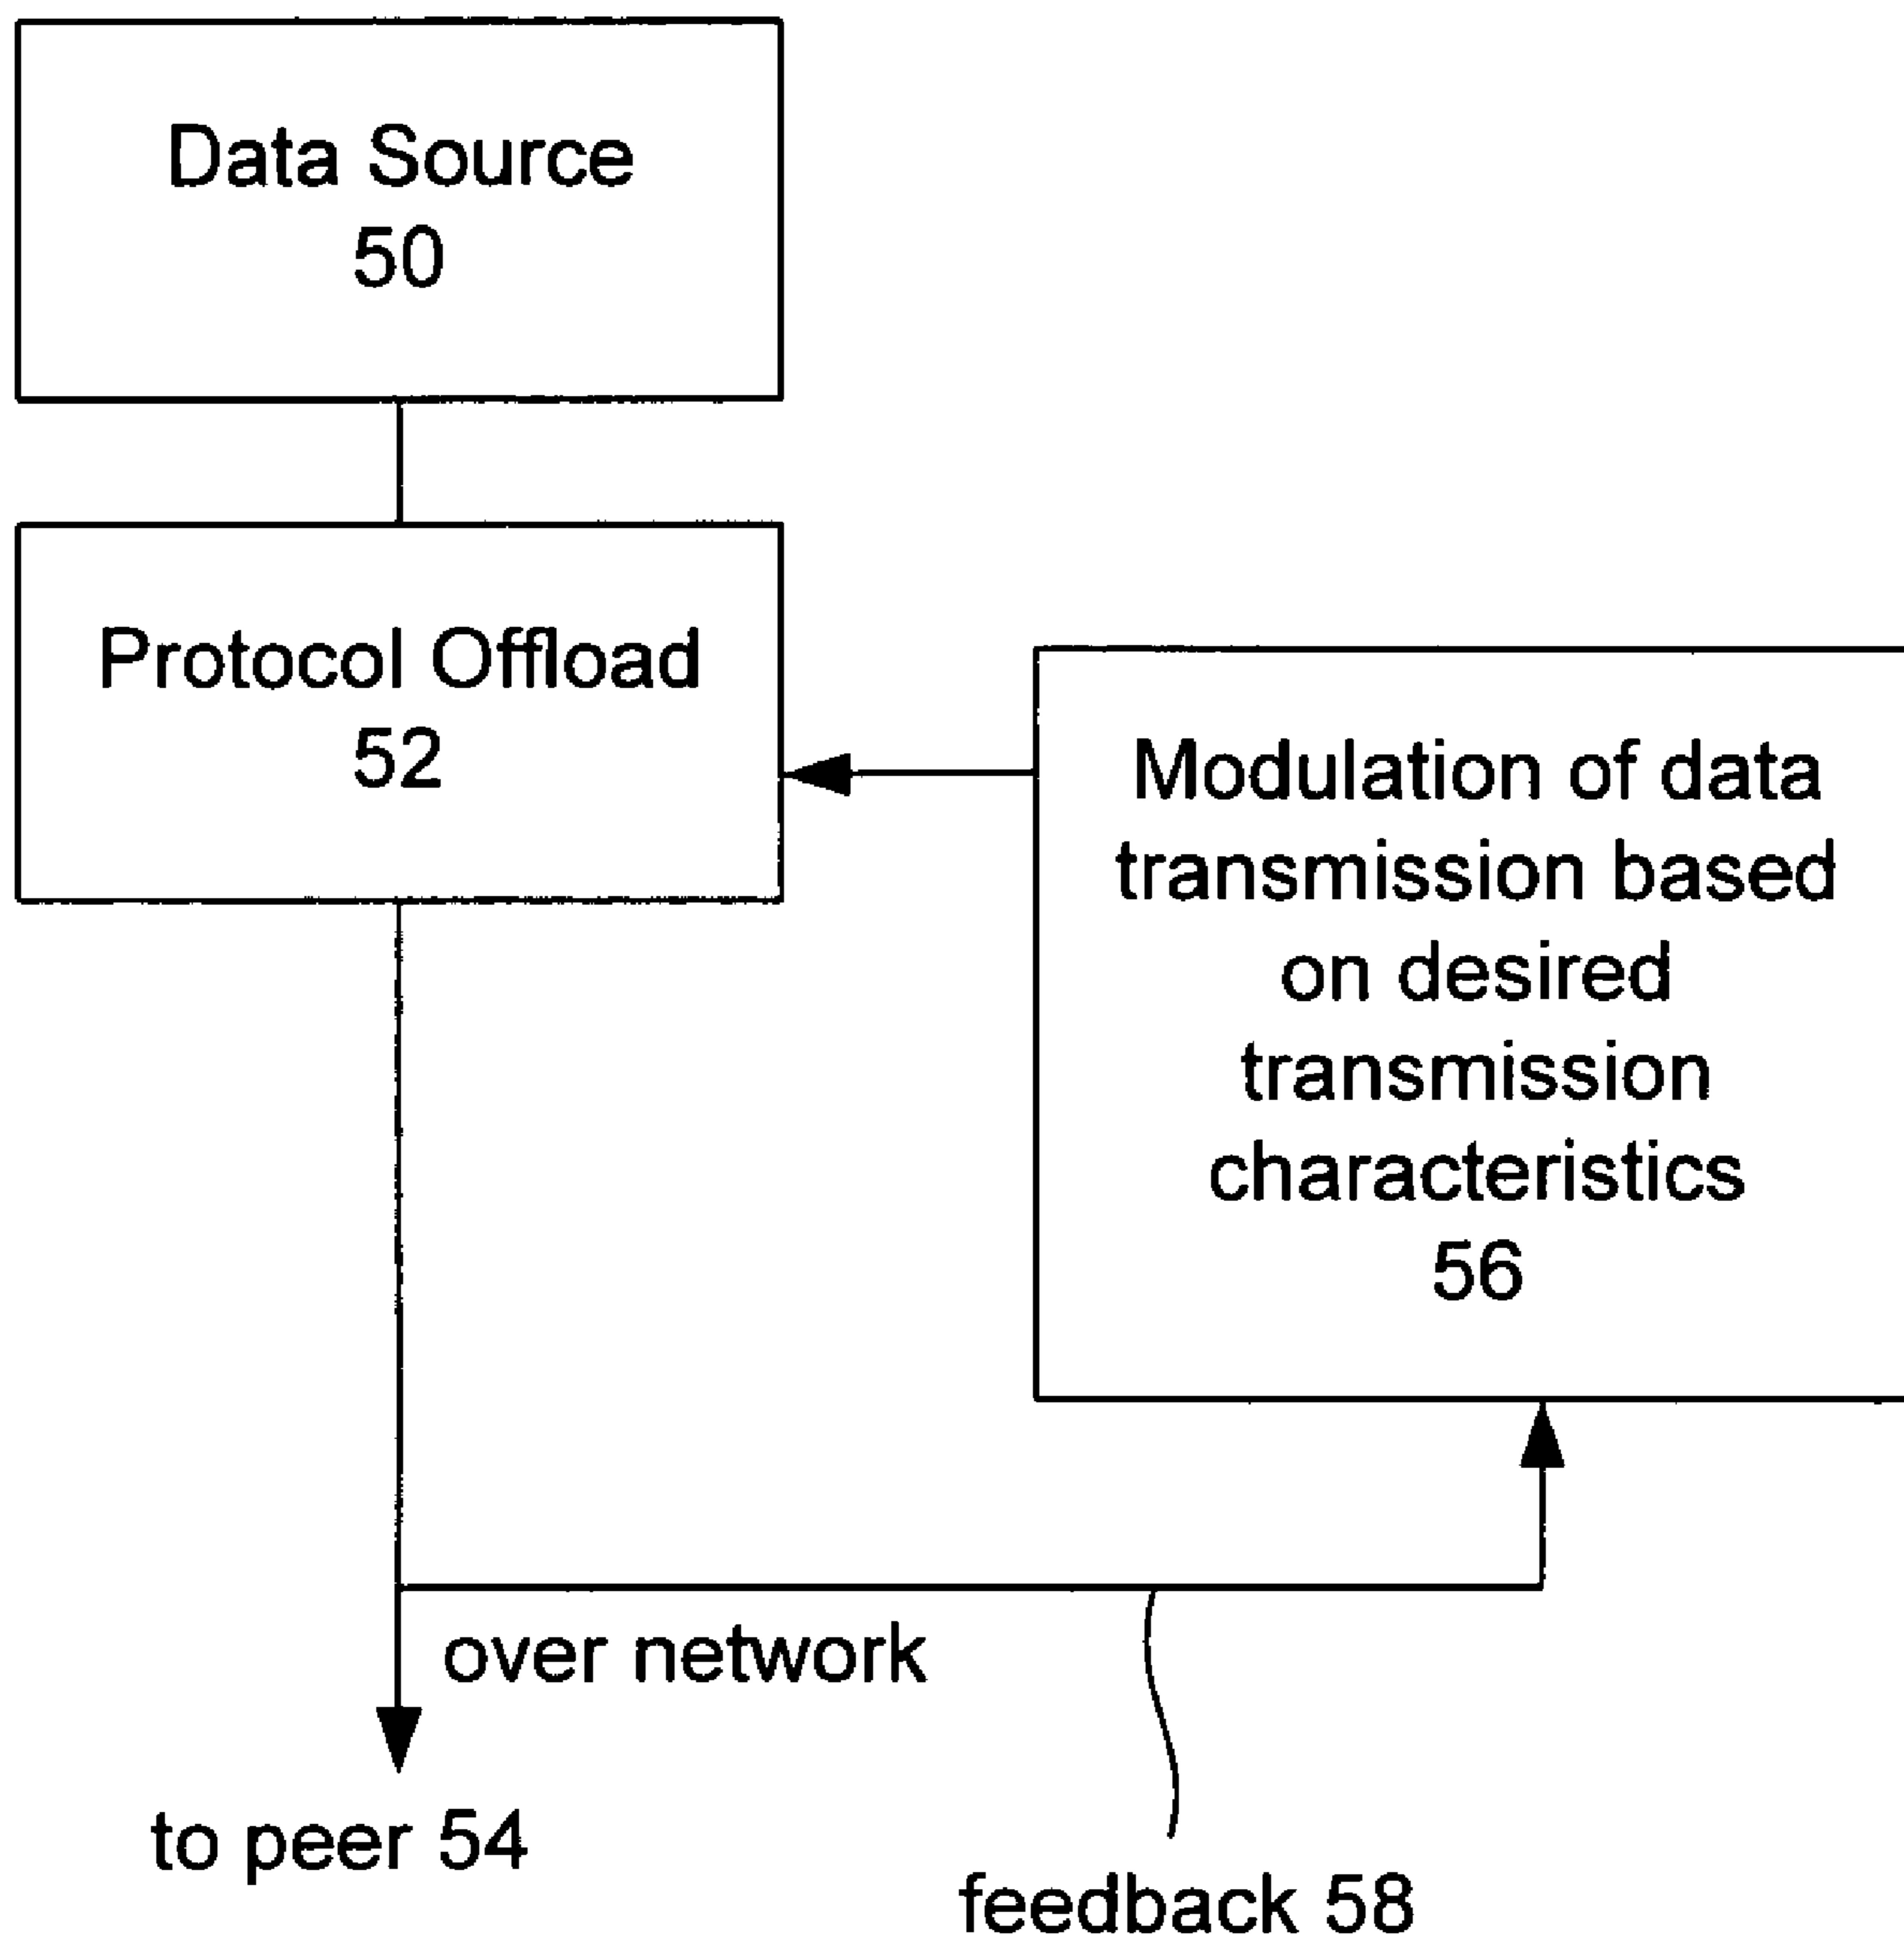 Data Source
50
Protocol Offload
52
Modulation of data
transmission based
on desired
transmission
characteristics
56
over network
to peer 54
feedback 58